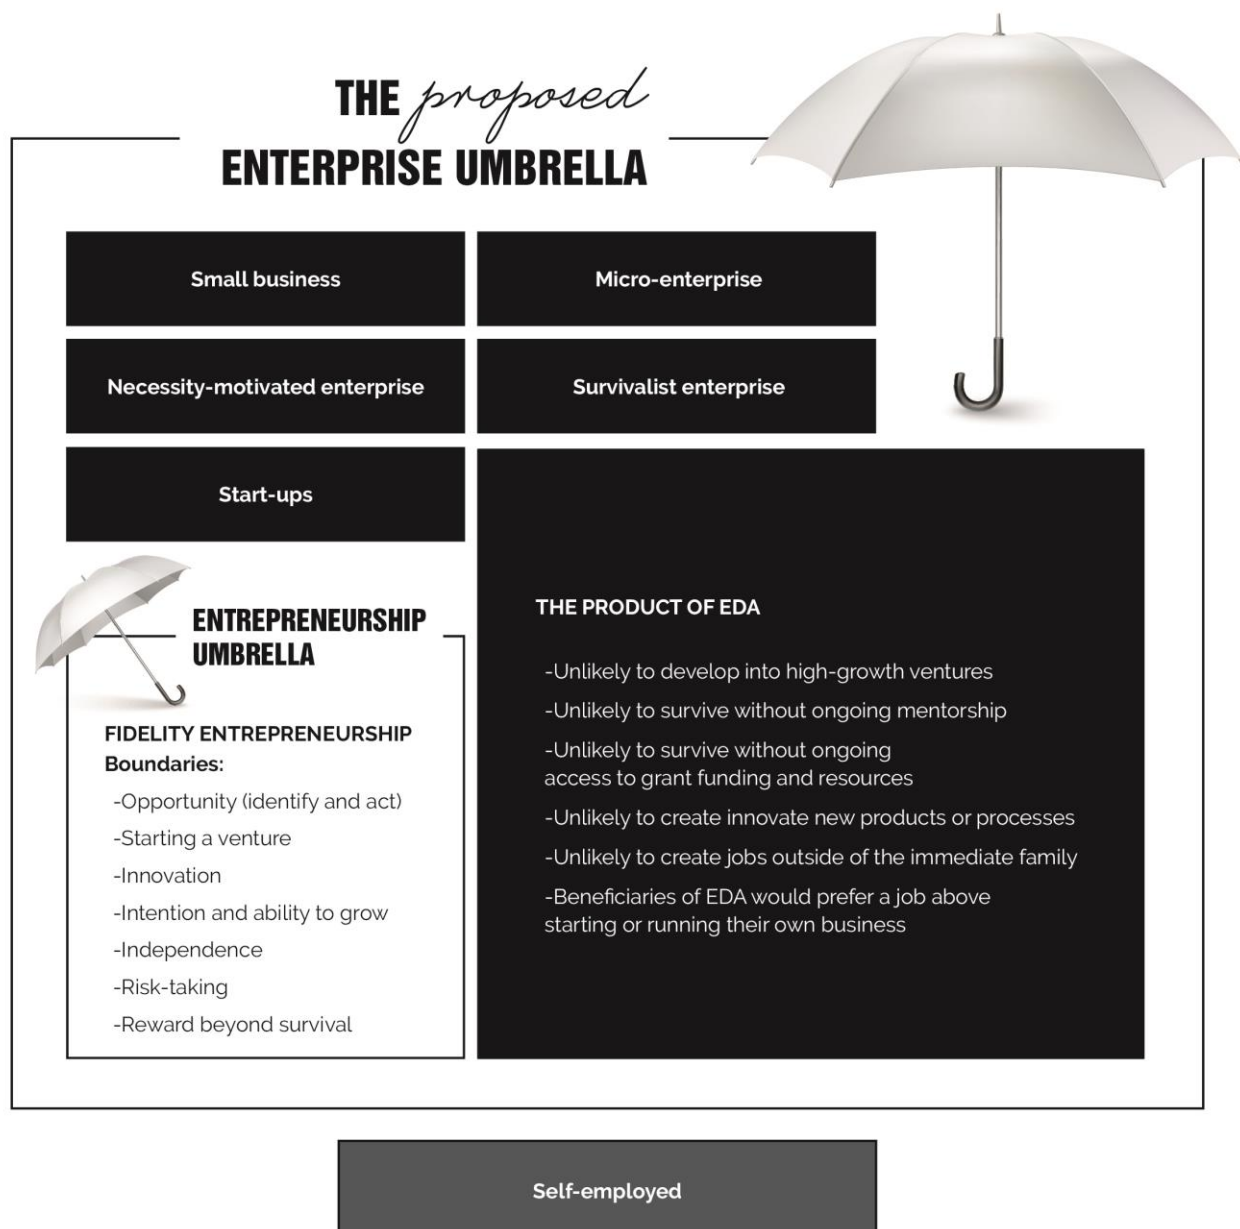 THE proposed
ENTERPRISE UMBRELLA
Small business
Micro-enterprise
Necessity-motivated enterprise
Survivalist enterprise
Start-ups
ENTREPRENEURSHIP
UMBRELLA
FIDELITY ENTREPRENEURSHIP
Boundaries:
-Opportunity (identify and act)
-Starting a venture
-Innovation
-Intention and ability to grow
-Independence
-Risk-taking
-Reward beyond survival
THE PRODUCT OF EDA
-Unlikely to develop into high-growth ventures
-Unlikely to survive without ongoing mentorship
-Unlikely to survive without ongoing
access to grant funding and resources
-Unlikely to create innovate new products or processes
-Unlikely to create jobs outside of the immediate family
-Beneficiaries of EDA would prefer a job above
starting or running their own business
Self-employed